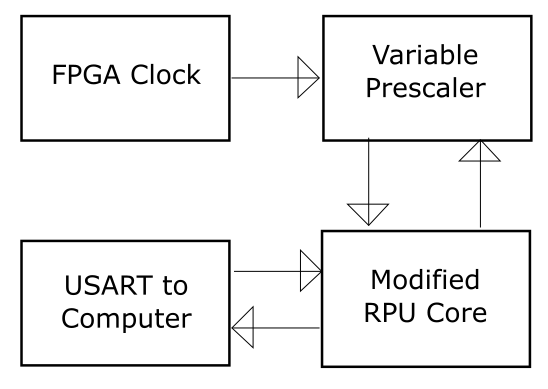 FPGA Clock
Variable
Prescaler
USART to
Computer
Modified
RPU Core